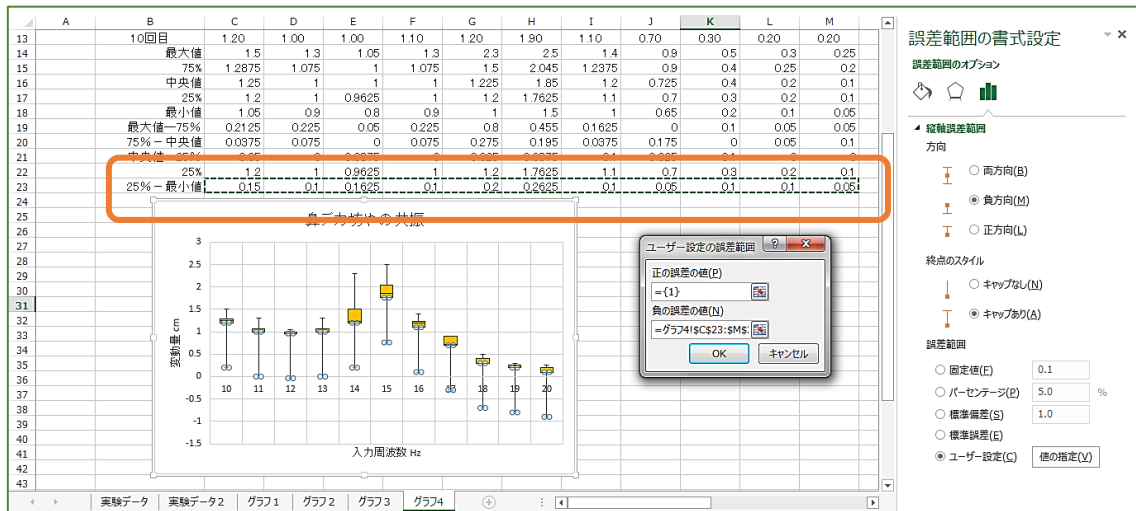 A B C D E F G H I J K L M
13 10回目 1.20 1.00 1.00 1.10 1.20 1.90 1.10 0.70 0.30 0.20 0.20
14 最大値 1.5 1.3 1.05 1.3 2.3 2.5 1.4 0.9 0.5 0.3 0.25
15 75% 1.2875 1.075 1 1.075 1.5 2.045 1.2375 0.9 0.4 0.25 0.2
16 中央値 1.25 1 1 1 1.225 1.85 1.2 0.725 0.4 0.2 0.1
17 25% 1.2 1 0.9625 1 1.2 1.7625 1.1 0.7 0.3 0.2 0.1
18 最小値 1.05 0.9 0.8 0.9 1 1.5 1 0.65 0.2 0.1 0.05
19 最大値―75% 0.2125 0.225 0.05 0.225 0.8 0.455 0.1625 0 0.1 0.05 0.05
20 75%-中央値 0.0375 0.075 0 0.075 0.275 0.195 0.0375 0.175 0 0.05 0.1
21
22 25% 1.2 1 0.9625 1 1.2 1.7625 1.1 0.7 0.3 0.2 0.1
23 25%-最小値 0.15 0.1 0.1625 0.1 0.2 0.2625 0.1 0.05 0.1 0.1 0.05
24
25
26
27
28
29
30
31
32
33
34
35
36
37
38
39
40
41
42
43
鼻デカ坊やの共振
3
2.5
2
1.5
1
0.5
0
-0.5
-1
-1.5
変動量 cm
10 11 12 13 14 15 16 17 18 19 20
入力周波数 Hz
ユーザー設定の誤差範囲 ? X
正の誤差の値(P)
={1}
負の誤差の値(N)
=グラフ4!$C$23:$M$:
OK キャンセル
実験データ 実験データ2 グラフ1 グラフ2 グラフ3 グラフ4
誤差範囲の書式設定
誤差範囲のオプション
縦軸誤差範囲
方向
両方向(B)
負方向(M)
正方向(L)
終点のスタイル
キャップなし(N)
キャップあり(A)
誤差範囲
固定値(F) 0.1
パーセンテージ(P) 5.0 %
標準偏差(S) 1.0
標準誤差(E)
ユーザー設定(C) 値の指定(V)